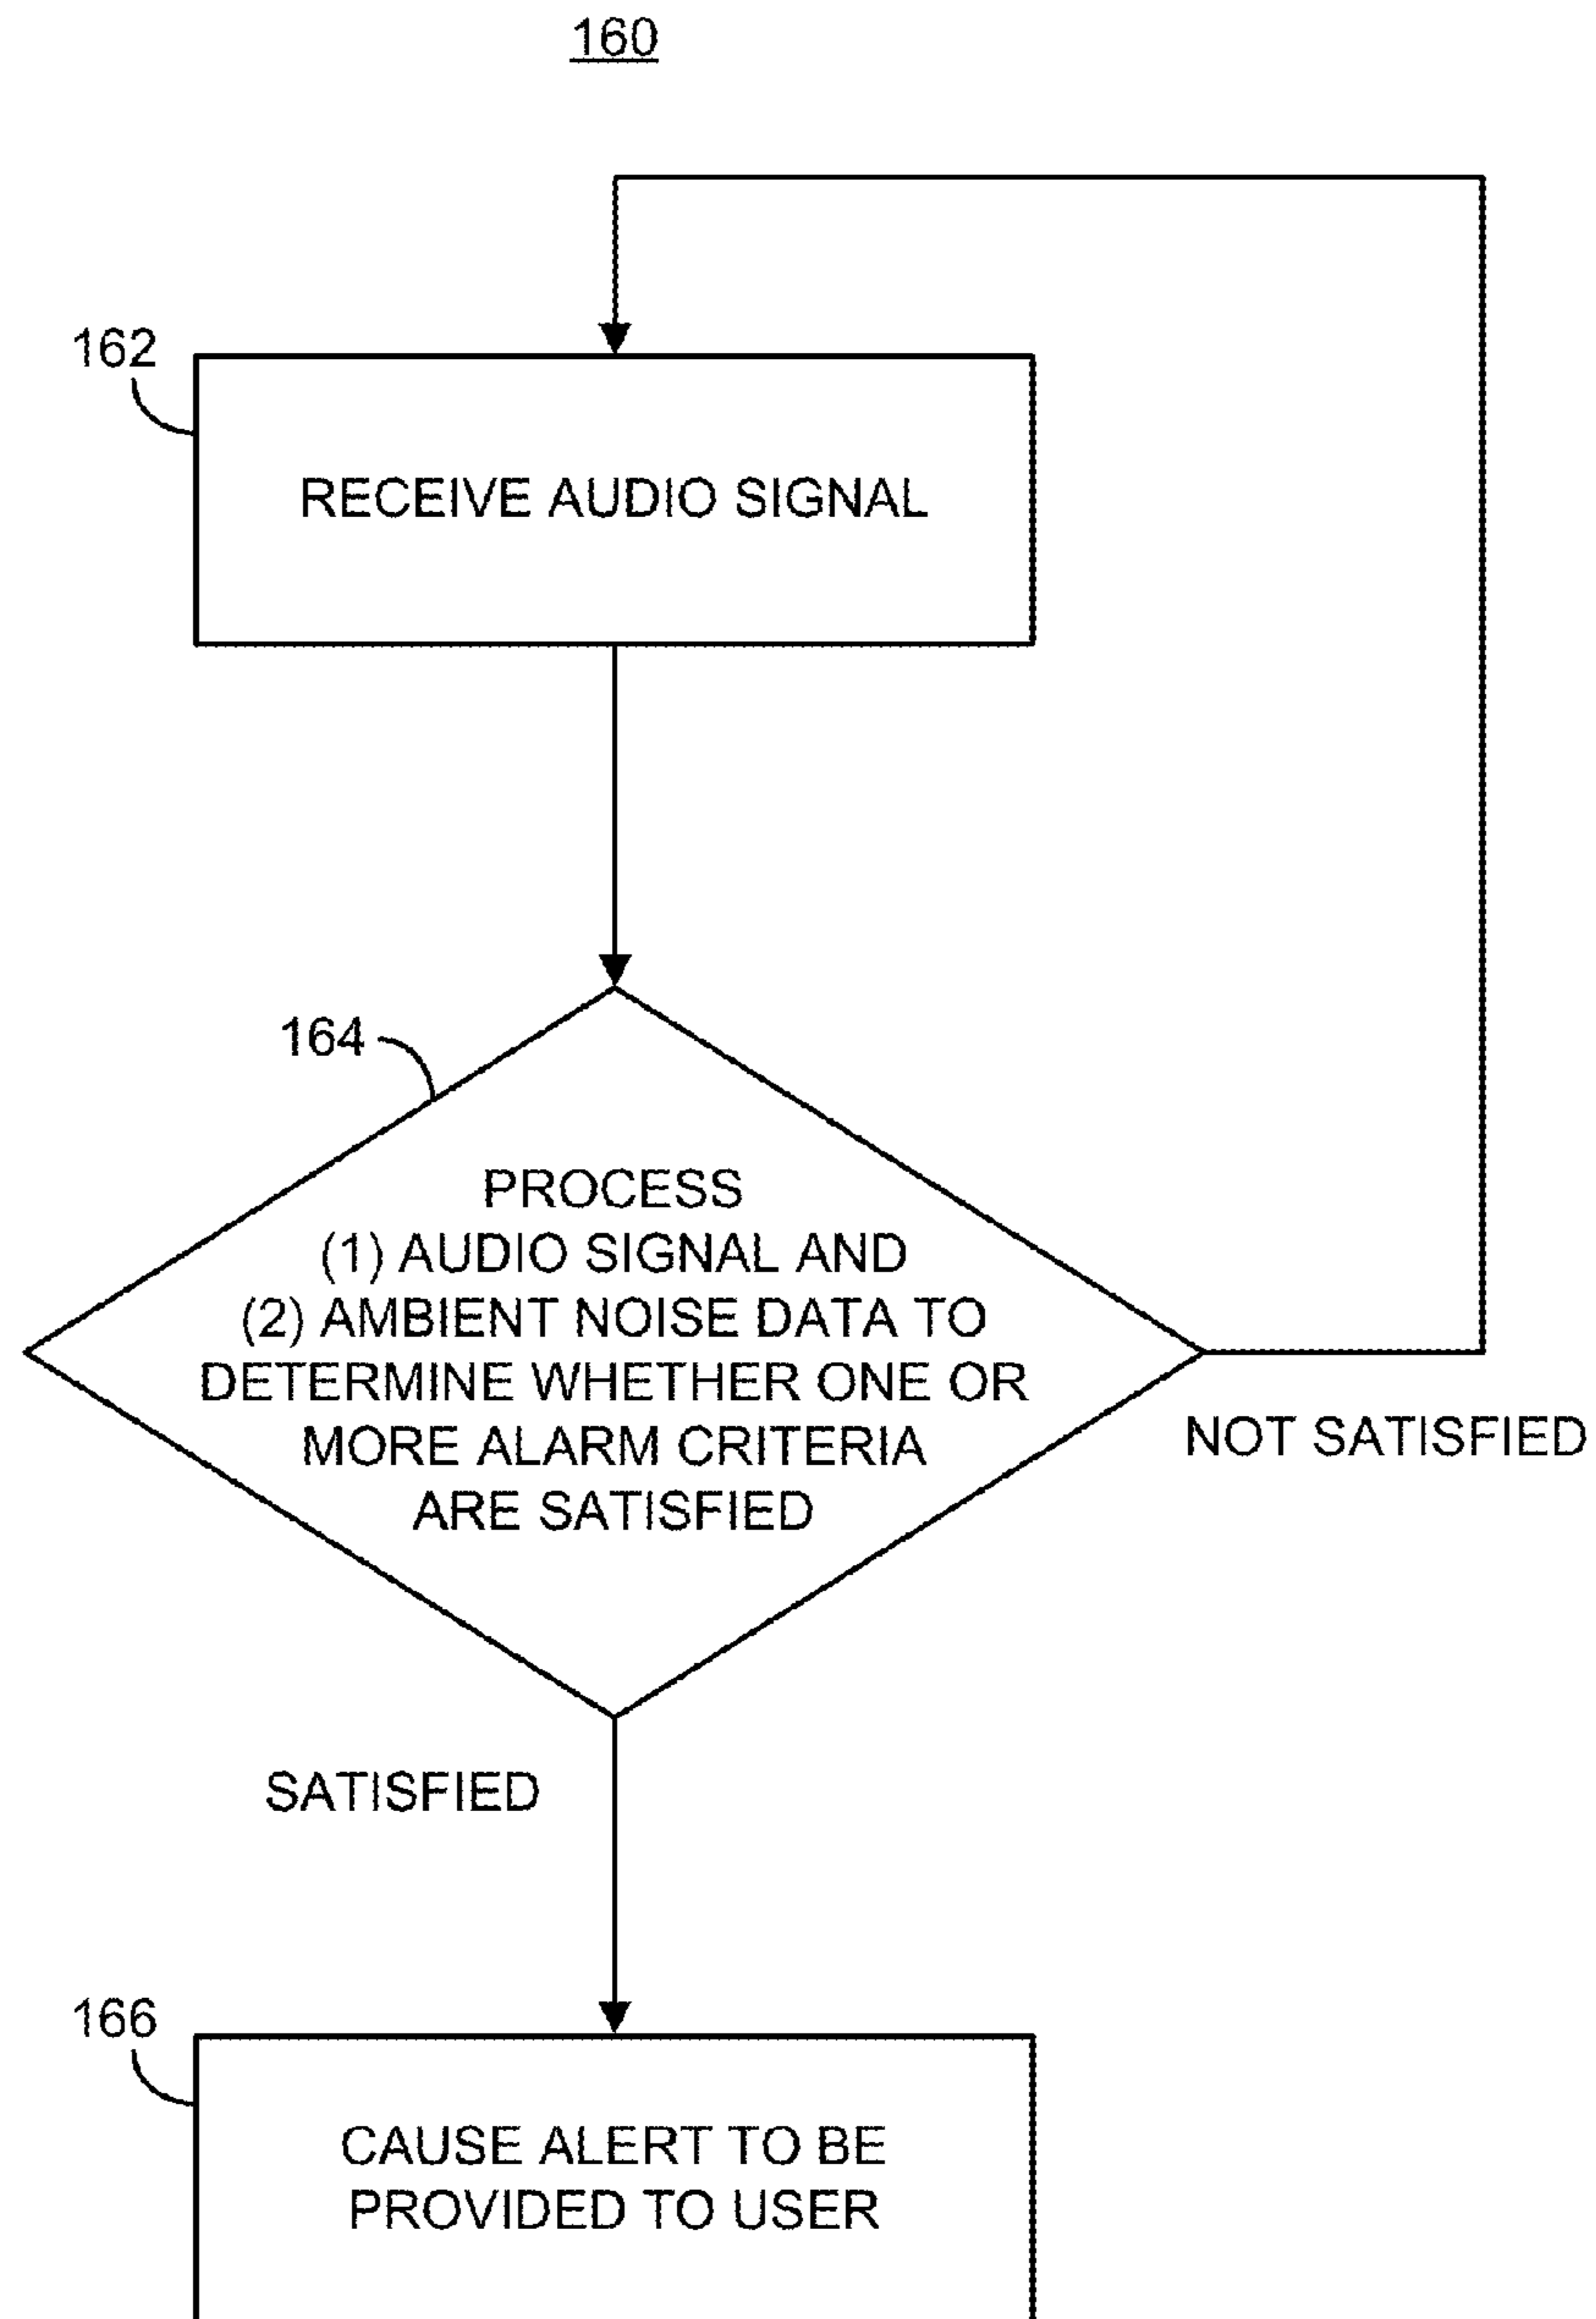 160
162
RECEIVE AUDIO SIGNAL
164
PROCESS
(1) AUDIO SIGNAL AND
(2) AMBIENT NOISE DATA TO
DETERMINE WHETHER ONE OR
MORE ALARM CRITERIA
ARE SATISFIED
NOT SATISFIED
SATISFIED
166
CAUSE ALERT TO BE
PROVIDED TO USER